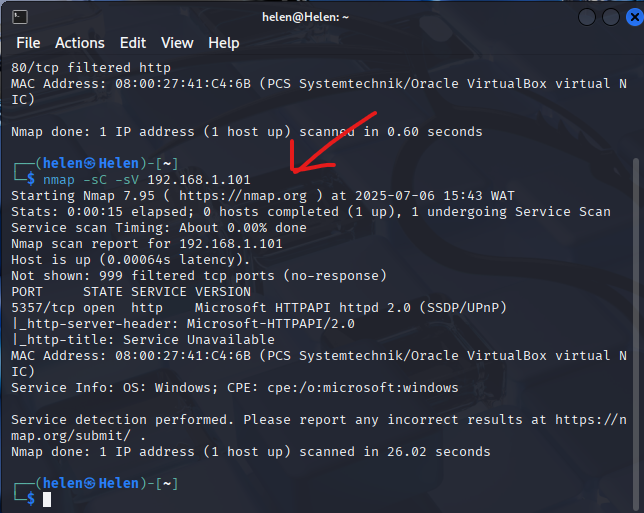 helen@Helen: ~
File Actions Edit View Help
80/tcp filtered http
MAC Address: 08:00:27:41:C4:6B (PCS Systemtechnik/Oracle VirtualBox virtual N
IC)
Nmap done: 1 IP address (1 host up) scanned in 0.60 seconds
┌──(helen㉿Helen)-[~]
└─$ nmap -sC -sV 192.168.1.101
Starting Nmap 7.95 ( https://nmap.org ) at 2025-07-06 15:43 WAT
Stats: 0:00:15 elapsed; 0 hosts completed (1 up), 1 undergoing Service Scan
Service scan Timing: About 0.00% done
Nmap scan report for 192.168.1.101
Host is up (0.00064s latency).
Not shown: 999 filtered tcp ports (no-response)
PORT     STATE SERVICE VERSION
5357/tcp open  http    Microsoft HTTPAPI httpd 2.0 (SSDP/UPnP)
|_http-server-header: Microsoft-HTTPAPI/2.0
|_http-title: Service Unavailable
MAC Address: 08:00:27:41:C4:6B (PCS Systemtechnik/Oracle VirtualBox virtual N
IC)
Service Info: OS: Windows; CPE: cpe:/o:microsoft:windows
Service detection performed. Please report any incorrect results at https://n
map.org/submit/ .
Nmap done: 1 IP address (1 host up) scanned in 26.02 seconds
┌──(helen㉿Helen)-[~]
└─$